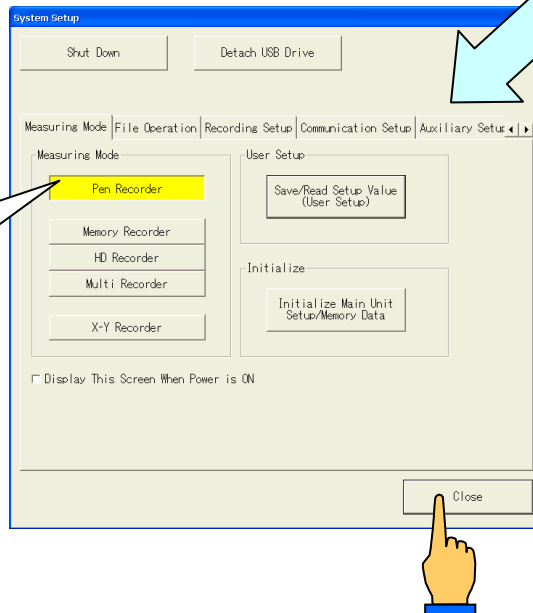 System Setup
Shut Down
Detach USB Drive
Measuring Mode
File Operation
Recording Setup
Communication Setup
Auxiliary Setup
Measuring Mode
Pen Recorder
Memory Recorder
HD Recorder
Multi Recorder
X-Y Recorder
User Setup
Save/Read Setup Value
(User Setup)
Initialize
Initialize Main Unit
Setup/Memory Data
Display This Screen When Power is ON
Close